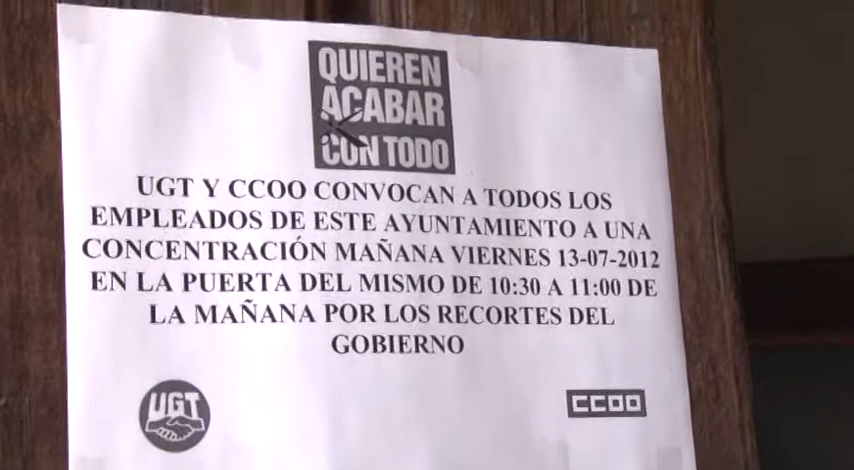 QUIEREN
ACABAR
CON TODO
UGT Y CCOO CONVOCAN A TODOS LOS
EMPLEADOS DE ESTE AYUNTAMIENTO A UNA
CONCENTRACIÓN MAÑANA VIERNES 13-07-2012
EN LA PUERTA DEL MISMO DE 10:30 A 11:00 DE
LA MAÑANA POR LOS RECORTES DEL
GOBIERNO
UGT
CCOO